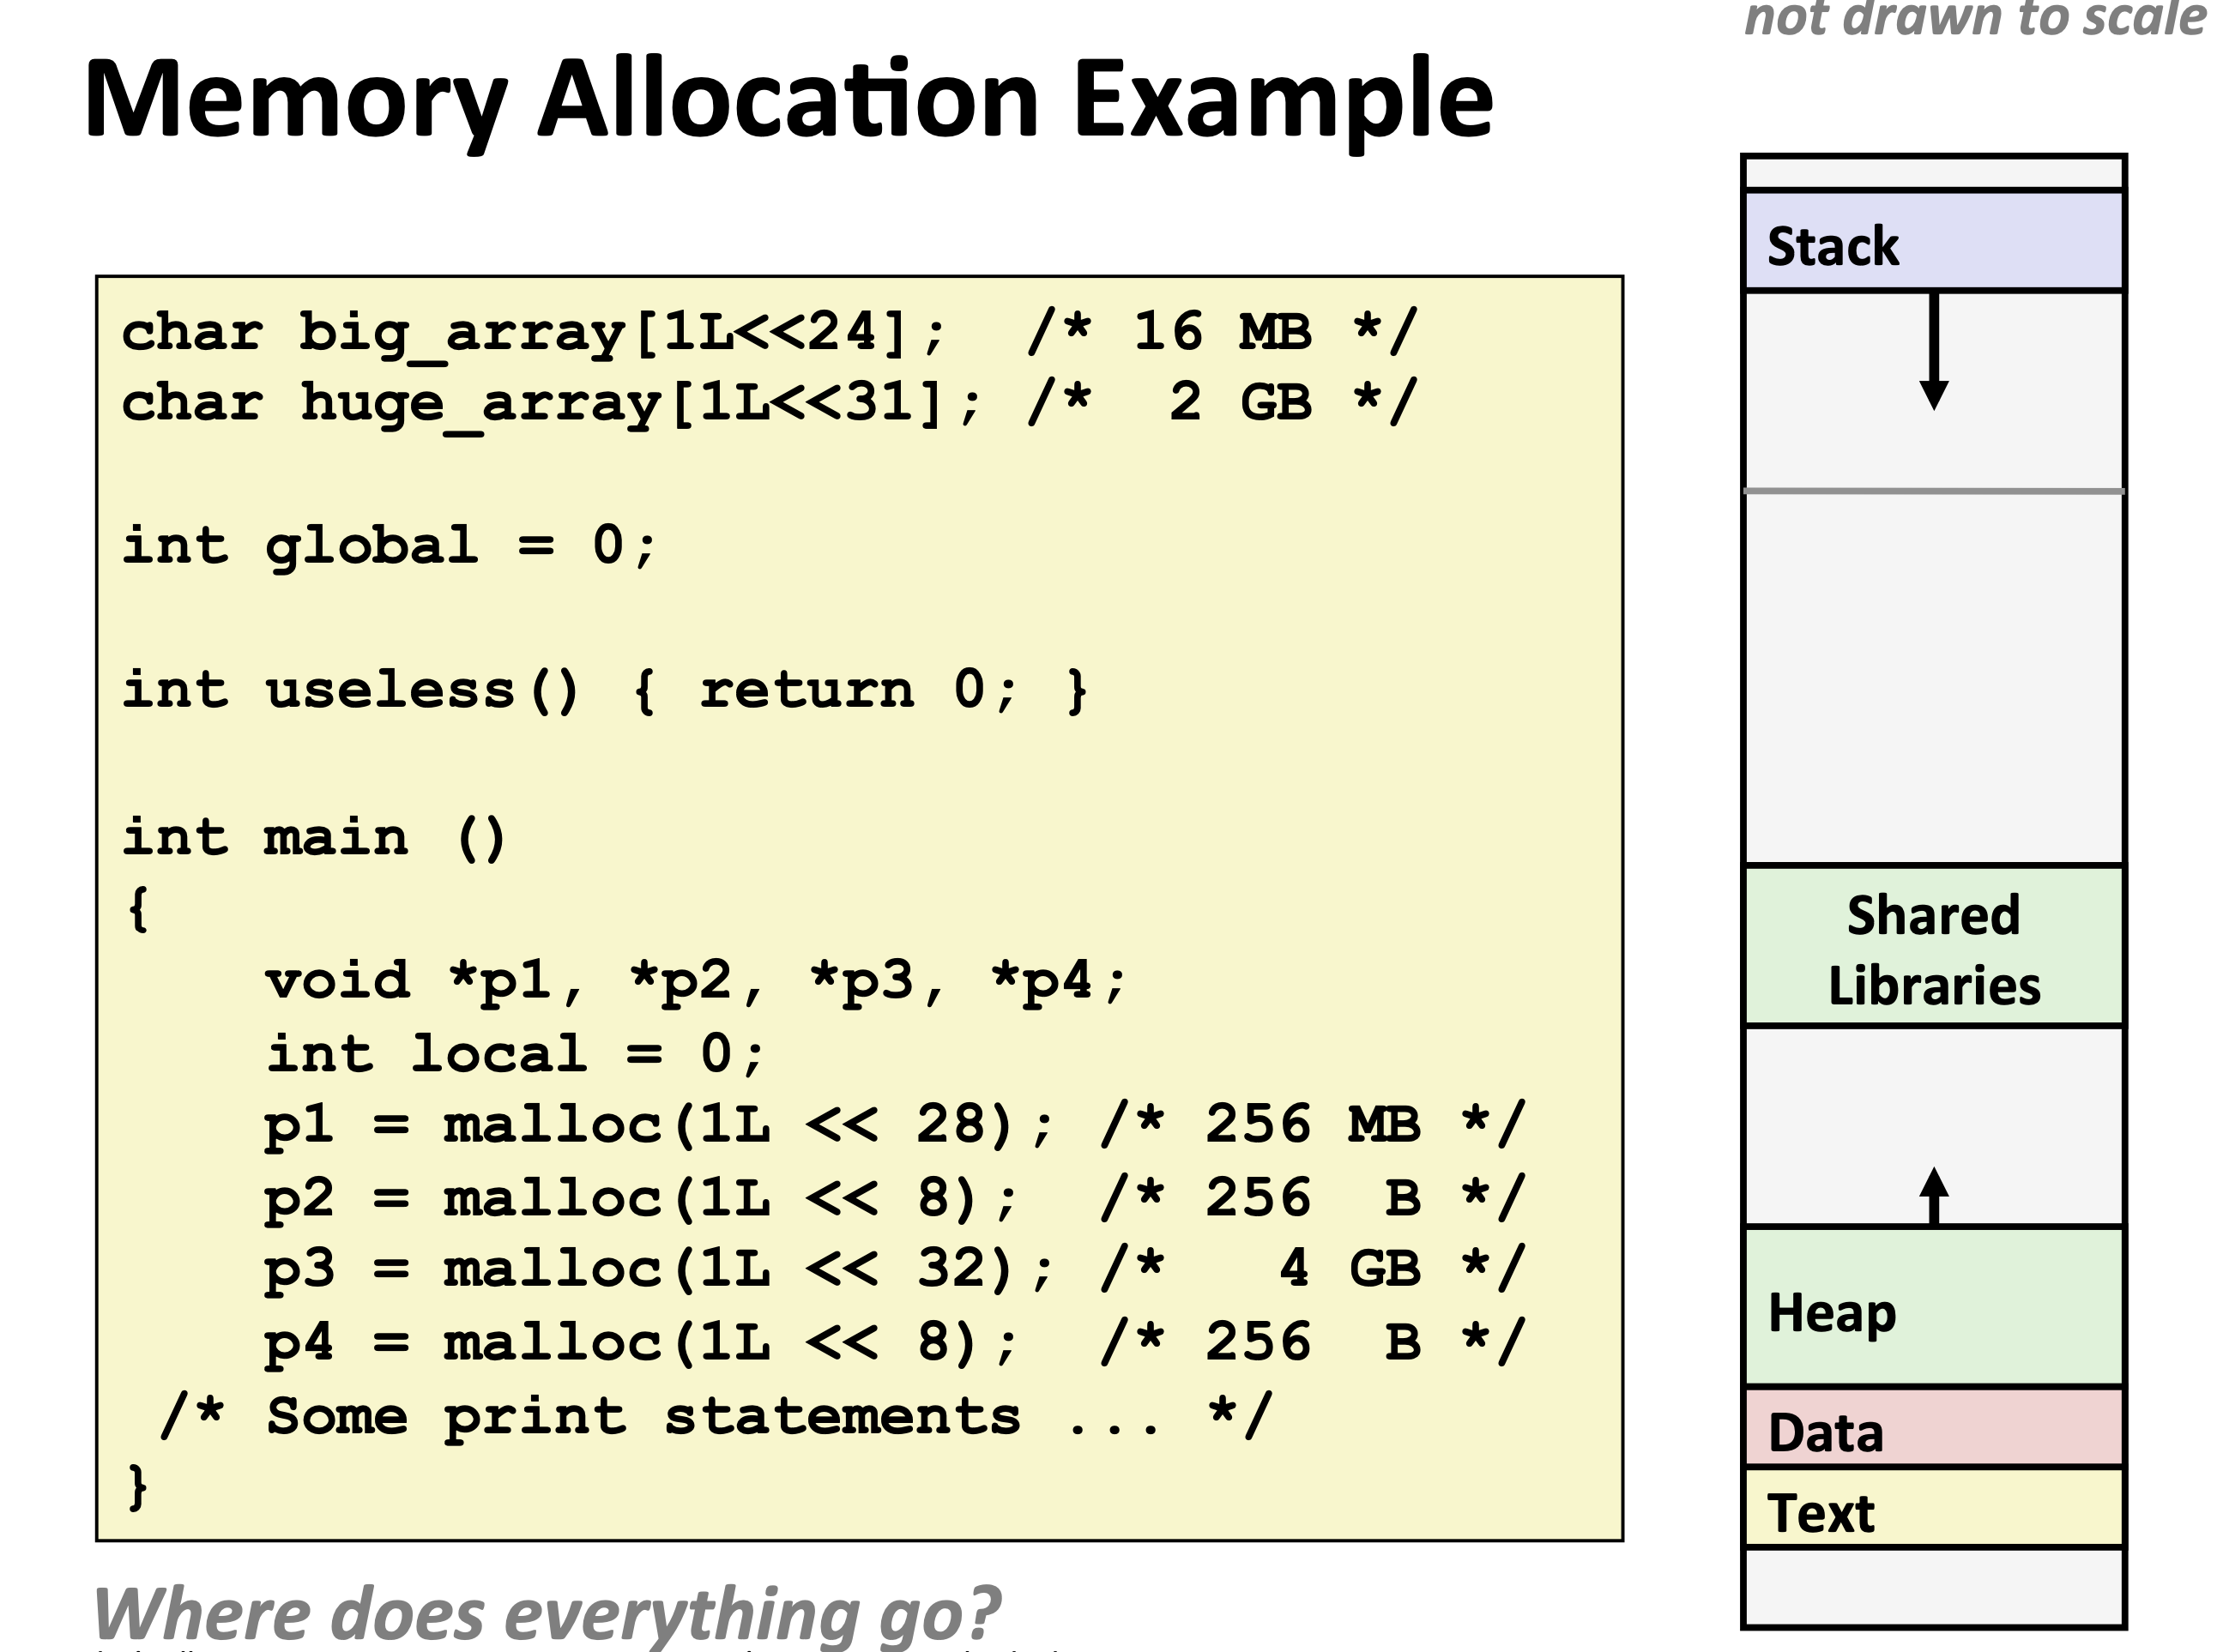 not drawn to scale
Memory Allocation Example
char big_array[1L<<24];  /* 16 MB */
char huge_array[1L<<31]; /*  2 GB */
int global = 0;
int useless() { return 0; }
int main ()
{
    void *p1, *p2, *p3, *p4;
    int local = 0;
    p1 = malloc(1L << 28); /* 256 MB */
    p2 = malloc(1L << 8);  /* 256  B */
    p3 = malloc(1L << 32); /*   4 GB */
    p4 = malloc(1L << 8);  /* 256  B */
 /* Some print statements ... */
}
Where does everything go?
Stack
Shared
Libraries
Heap
Data
Text